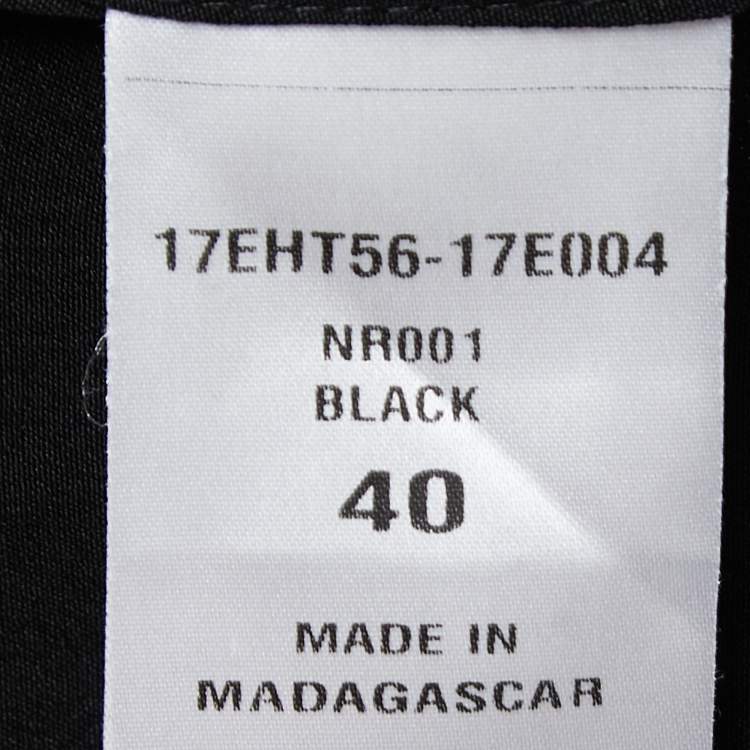 17EHT56-17E004
NR001
BLACK
40
MADE IN
MADAGASCAR